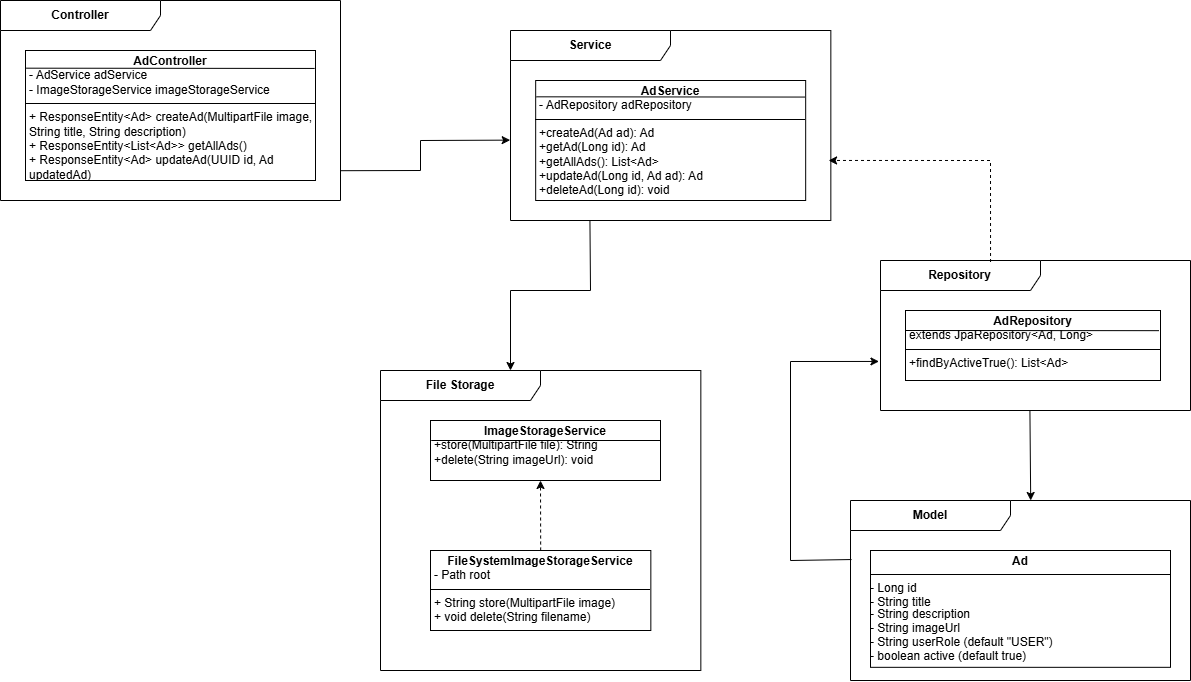 Controller
AdController
- AdService adService
- ImageStorageService imageStorageService
+ ResponseEntity<Ad> createAd(MultipartFile image,
String title, String description)
+ ResponseEntity<List<Ad>> getAllAds()
+ ResponseEntity<Ad> updateAd(UUID id, Ad
updatedAd)
Service
AdService
- AdRepository adRepository
+createAd(Ad ad): Ad
+getAd(Long id): Ad
+getAllAds(): List<Ad>
+updateAd(Long id, Ad ad): Ad
+deleteAd(Long id): void
Repository
AdRepository
extends JpaRepository<Ad, Long>
+findByActiveTrue(): List<Ad>
File Storage
ImageStorageService
+store(MultipartFile file): String
+delete(String imageUrl): void
FileSystemImageStorageService
- Path root
+ String store(MultipartFile image)
+ void delete(String filename)
Model
Ad
- Long id
- String title
- String description
- String imageUrl
- String userRole (default "USER")
- boolean active (default true)